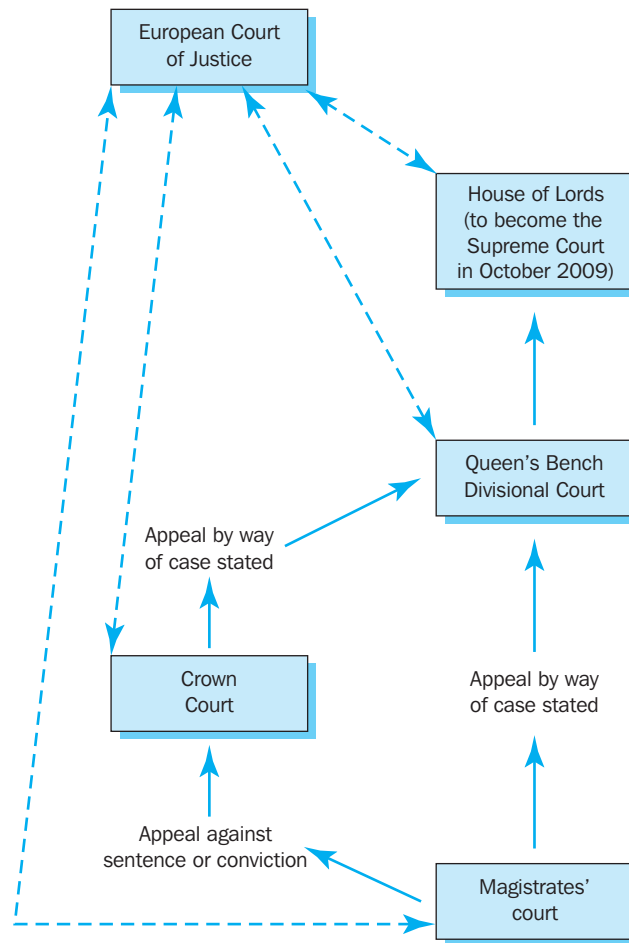 European Court
of Justice
House of Lords
(to become the
Supreme Court
in October 2009)
Queen's Bench
Divisional Court
Appeal by way
of case stated
Crown
Court
Appeal by way
of case stated
Appeal against
sentence or conviction
Magistrates'
court